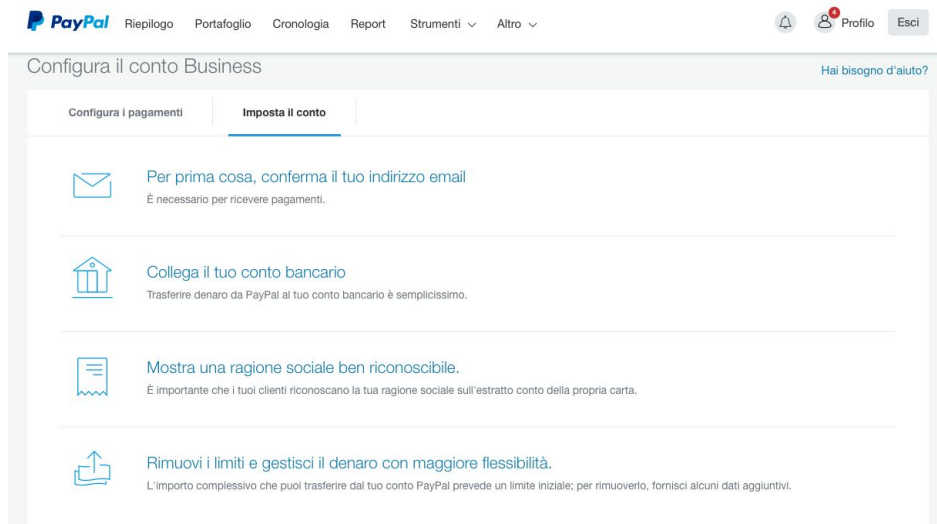 PayPal Riepilogo Portafoglio Cronologia Report Strumenti Altro 4 Profilo Esci
Configura il conto Business Hai bisogno d'aiuto?
Configura i pagamenti Imposta il conto
Per prima cosa, conferma il tuo indirizzo email
È necessario per ricevere pagamenti.
Collega il tuo conto bancario
Trasferire denaro da PayPal al tuo conto bancario è semplicissimo.
Mostra una ragione sociale ben riconoscibile.
È importante che i tuoi clienti riconoscano la tua ragione sociale sull'estratto conto della propria carta.
Rimuovi i limiti e gestisci il denaro con maggiore flessibilità.
L'importo complessivo che puoi trasferire dal tuo conto PayPal prevede un limite iniziale; per rimuoverlo, fornisci alcuni dati aggiuntivi.